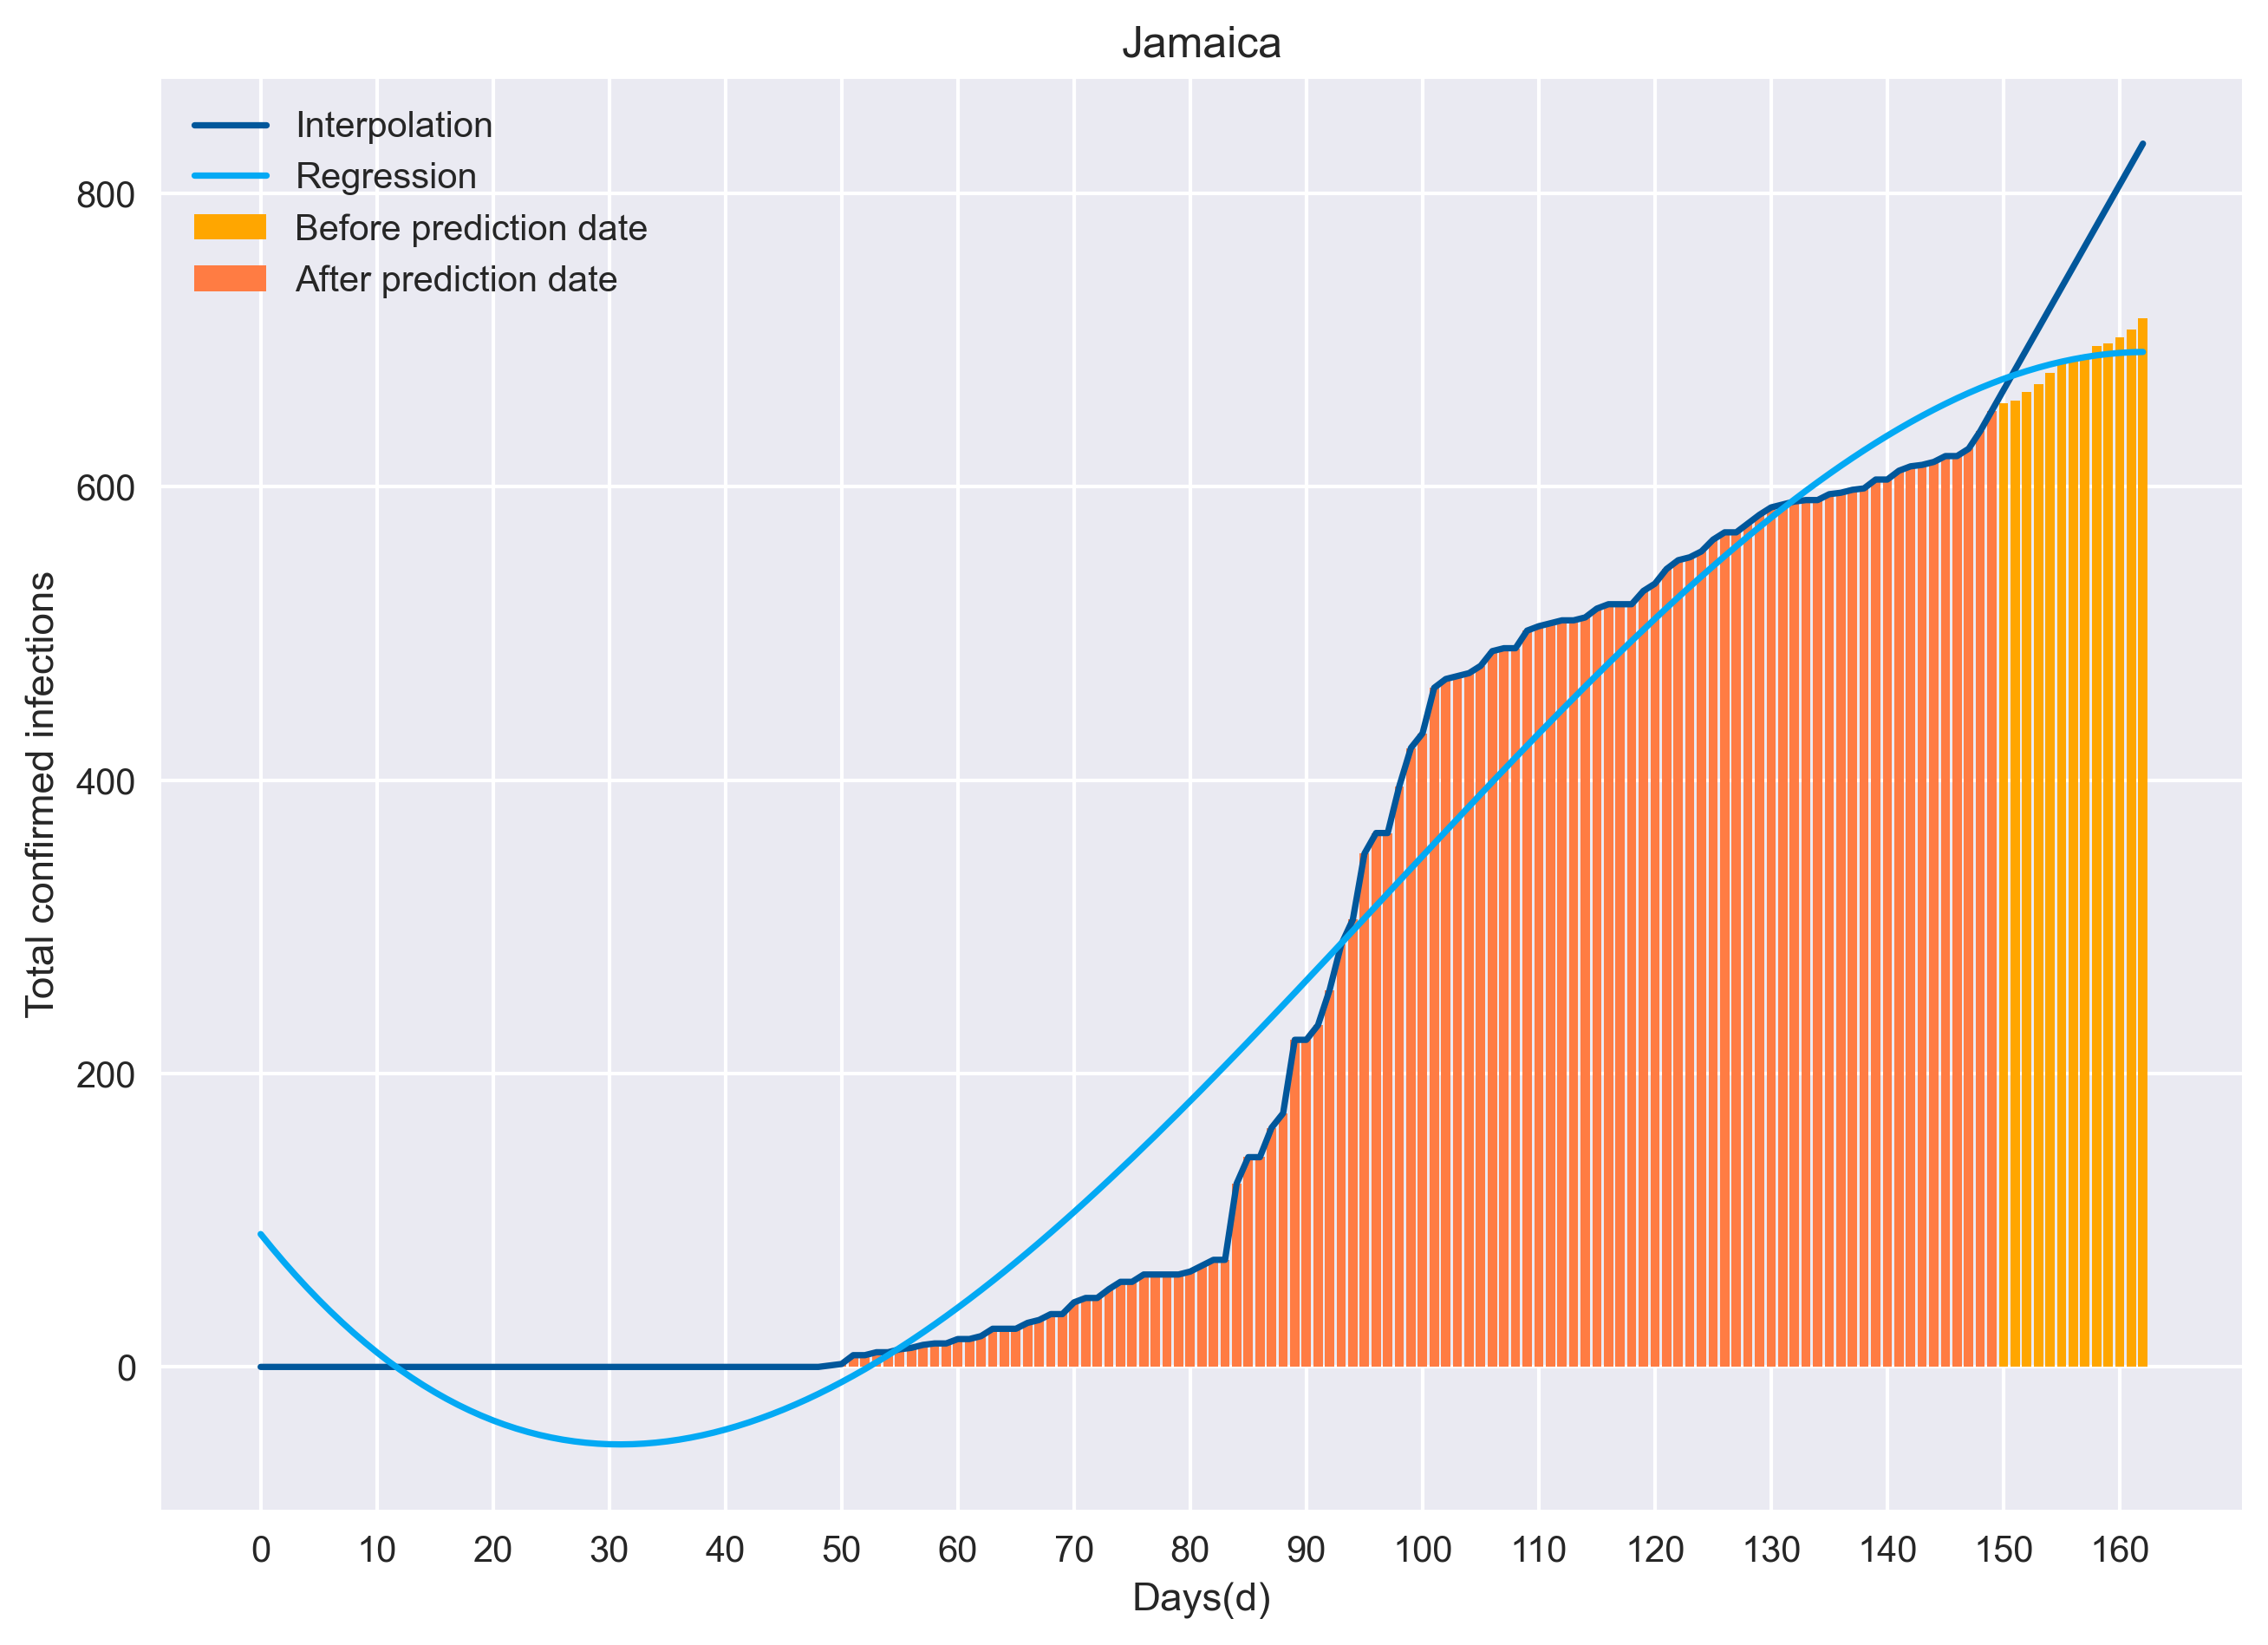 Jamaica
Interpolation
Regression
Before prediction date
After prediction date
800
600
400
200
0
Total confirmed infections
0 10 20 30 40 50 60 70 80 90 100 110 120 130 140 150 160
Days(d)